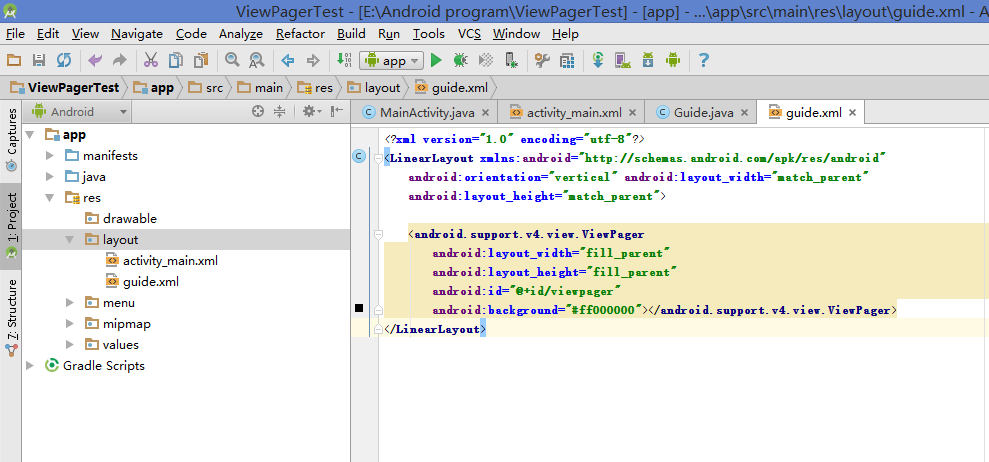 ViewPagerTest - [E:\Android program\ViewPagerTest] - [app] - ...\app\src\main\res\layout\guide.xml - A
File Edit View Navigate Code Analyze Refactor Build Run Tools VCS Window Help
app
ViewPagerTest app src main res layout guide.xml
Captures
1: Project
Z: Structure
Android
app
manifests
java
res
drawable
layout
activity_main.xml
guide.xml
menu
mipmap
values
Gradle Scripts
MainActivity.java activity_main.xml Guide.java guide.xml
<?xml version="1.0" encoding="utf-8"?>
<LinearLayout xmlns:android="http://schemas.android.com/apk/res/android"
android:orientation="vertical" android:layout_width="match_parent"
android:layout_height="match_parent">
<android.support.v4.view.ViewPager
android:layout_width="fill_parent"
android:layout_height="fill_parent"
android:id="@+id/viewpager"
android:background="#ff000000"></android.support.v4.view.ViewPager>
</LinearLayout>